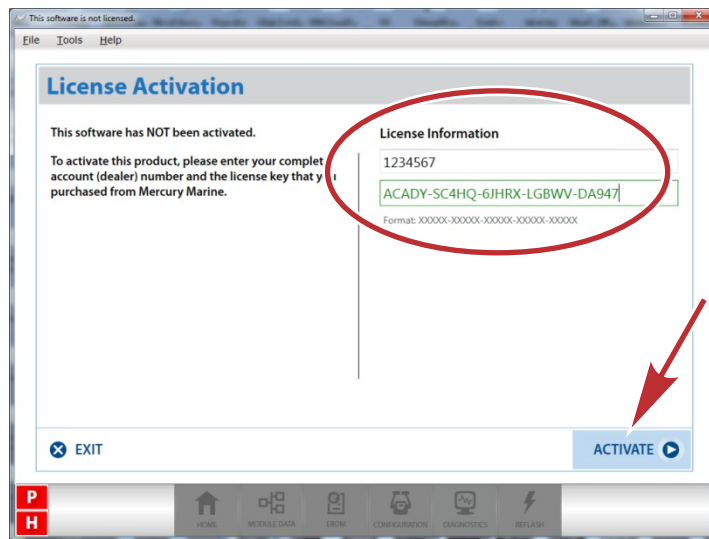 This software is not licensed.
File Tools Help
License Activation
This software has NOT been activated.
To activate this product, please enter your complet
account (dealer) number and the license key that y
purchased from Mercury Marine.
License Information
1234567
ACADY-SC4HQ-6JHRX-LGBWV-DA947
Format: XXXXX-XXXXX-XXXXX-XXXXX-XXXXX
EXIT
ACTIVATE
P
H
HOME MODULE DATA EBOM CONFIGURATION DIAGNOSTICS REFLASH